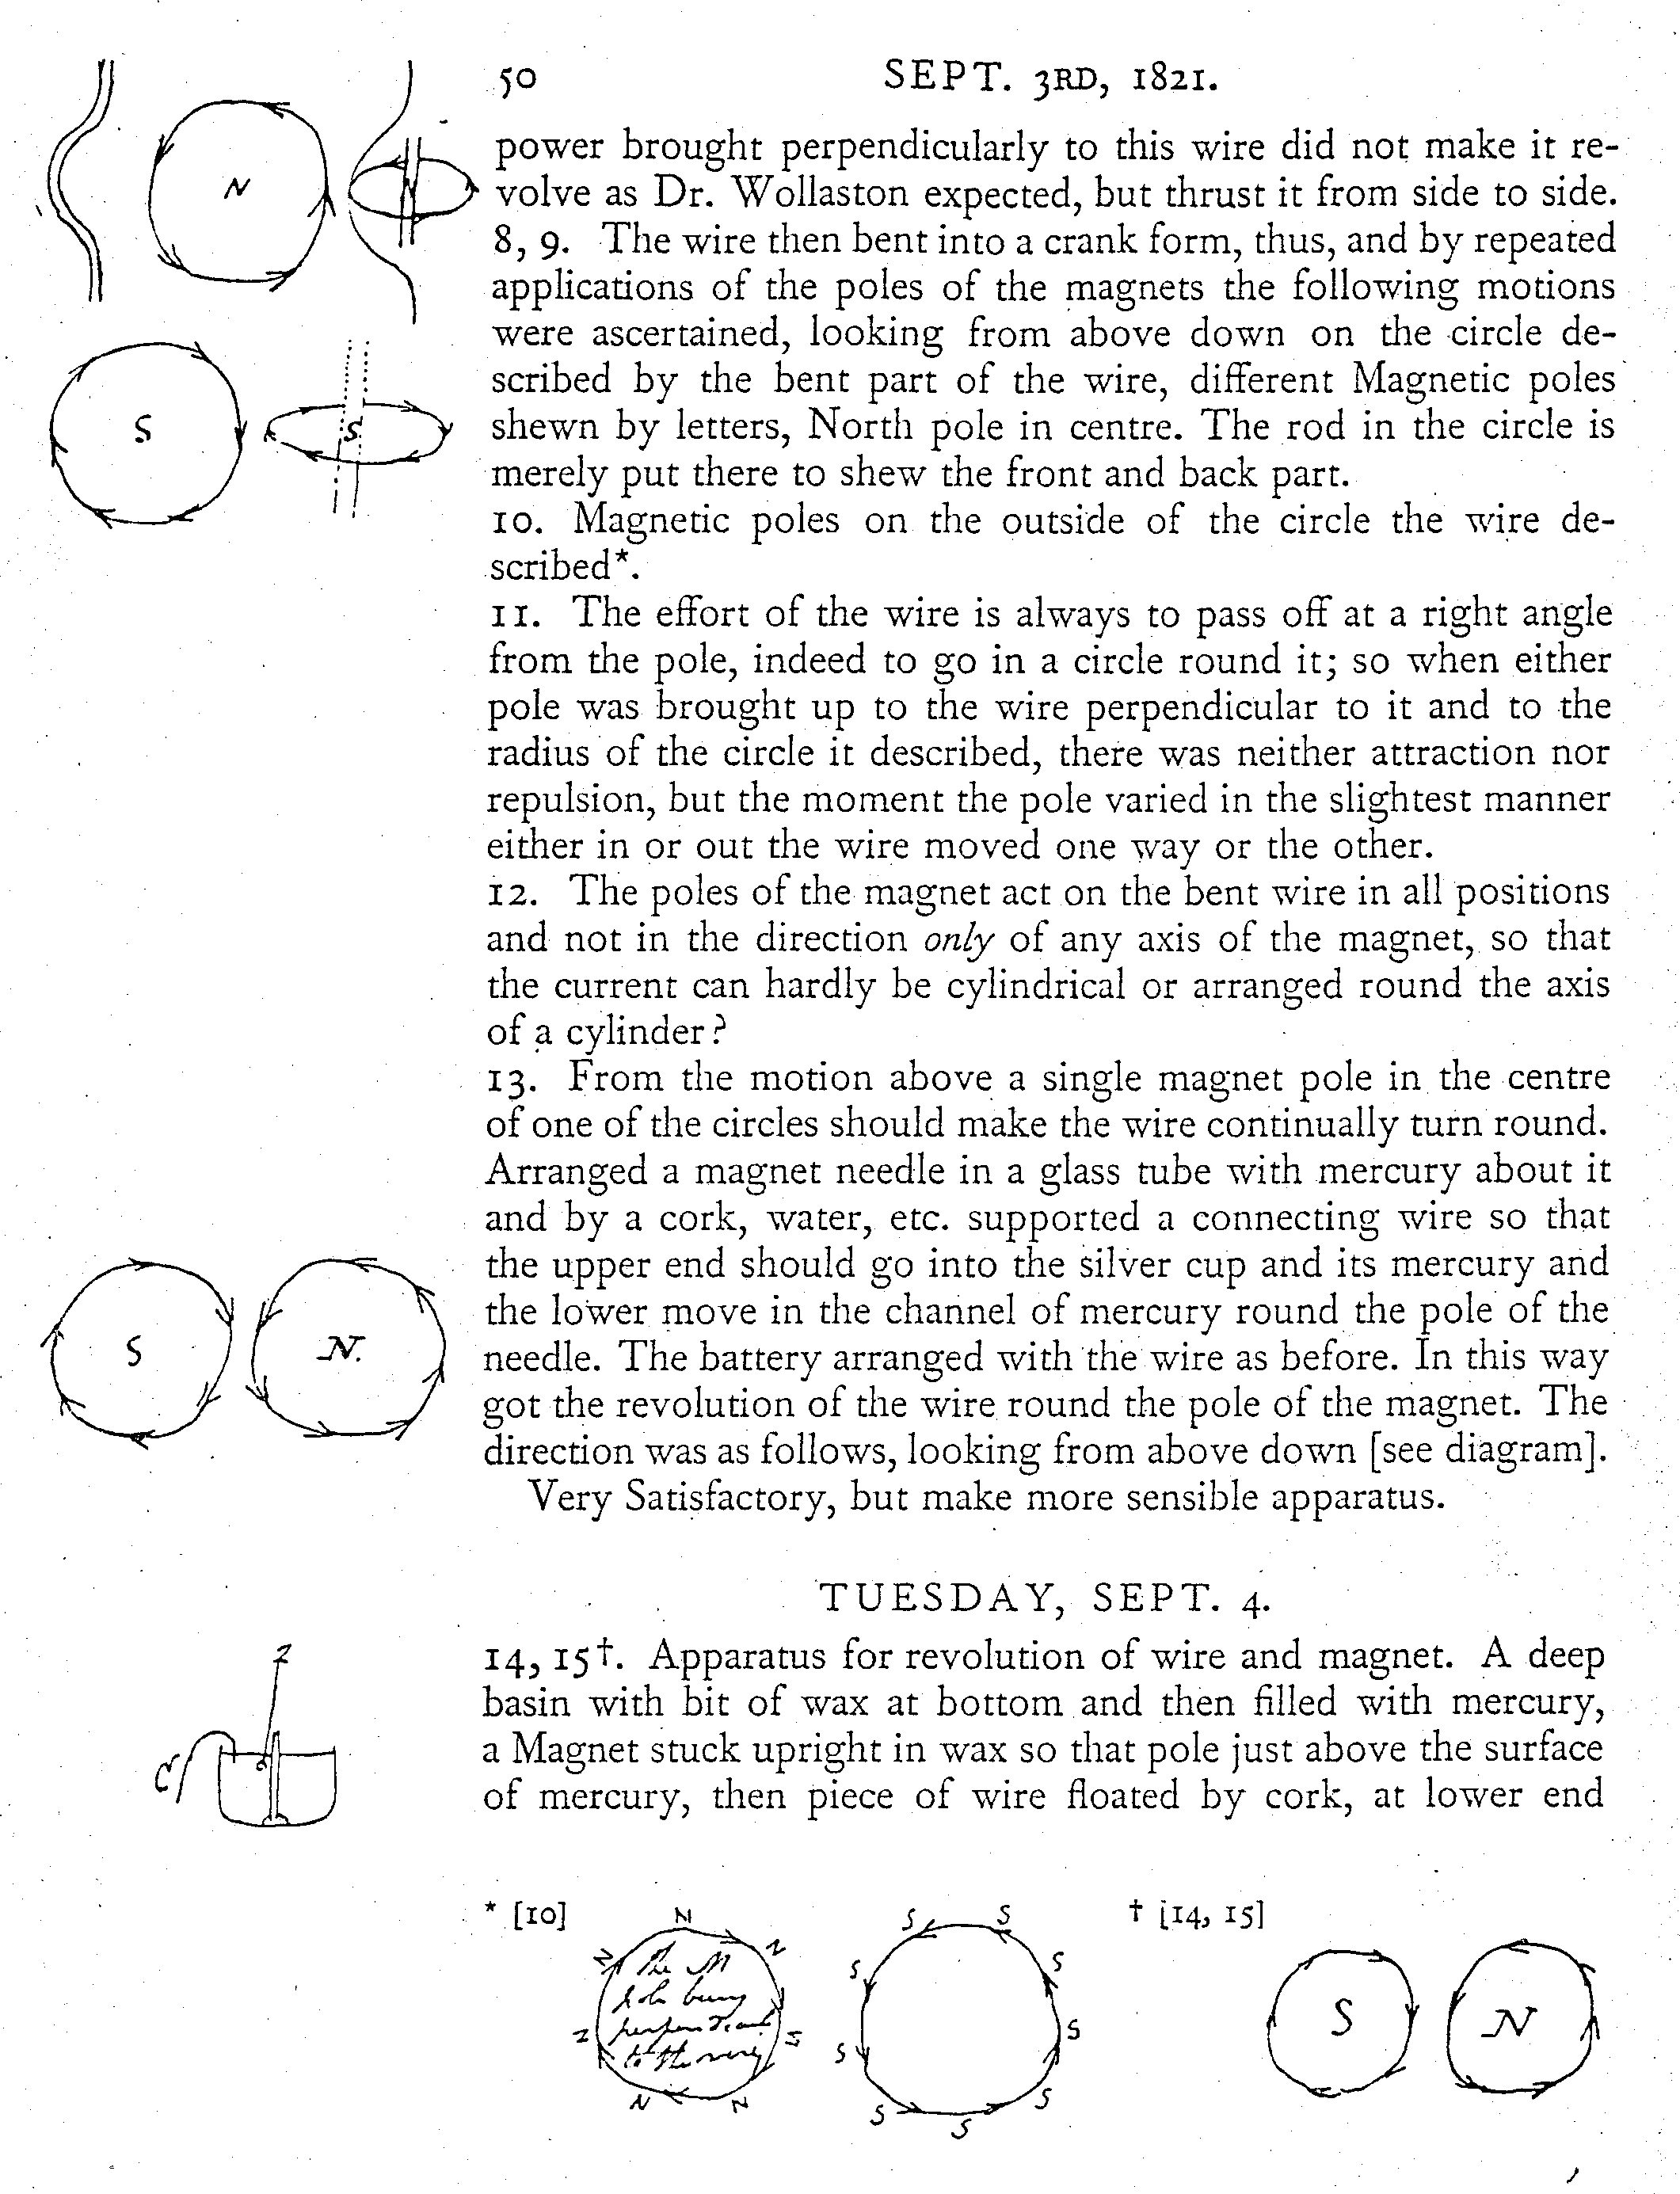 50 SEPT. 3RD, 1821.
power brought perpendicularly to this wire did not make it re-
volve as Dr. Wollaston expected, but thrust it from side to side.
8, 9. The wire then bent into a crank form, thus, and by repeated
applications of the poles of the magnets the following motions
were ascertained, looking from above down on the circle de-
scribed by the bent part of the wire, different Magnetic poles
shewn by letters, North pole in centre. The rod in the circle is
merely put there to shew the front and back part.
10. Magnetic poles on the outside of the circle the wire de-
scribed*.
11. The effort of the wire is always to pass off at a right angle
from the pole, indeed to go in a circle round it; so when either
pole was brought up to the wire perpendicular to it and to the
radius of the circle it described, there was neither attraction nor
repulsion, but the moment the pole varied in the slightest manner
either in or out the wire moved one way or the other.
12. The poles of the magnet act on the bent wire in all positions
and not in the direction only of any axis of the magnet, so that
the current can hardly be cylindrical or arranged round the axis
of a cylinder?
13. From the motion above a single magnet pole in the centre
of one of the circles should make the wire continually turn round.
Arranged a magnet needle in a glass tube with mercury about it
and by a cork, water, etc. supported a connecting wire so that
the upper end should go into the silver cup and its mercury and
the lower move in the channel of mercury round the pole of the
needle. The battery arranged with the wire as before. In this way
got the revolution of the wire round the pole of the magnet. The
direction was as follows, looking from above down [see diagram].
Very Satisfactory, but make more sensible apparatus.
TUESDAY, SEPT. 4.
14, 15†. Apparatus for revolution of wire and magnet. A deep
basin with bit of wax at bottom and then filled with mercury,
a Magnet stuck upright in wax so that pole just above the surface
of mercury, then piece of wire floated by cork, at lower end
N N
S S
S N.
Z
C
* [10] † [14, 15]
N N N N N N
The M
pole being
perpendicular
to the ring
S S S S S S S S S
S N